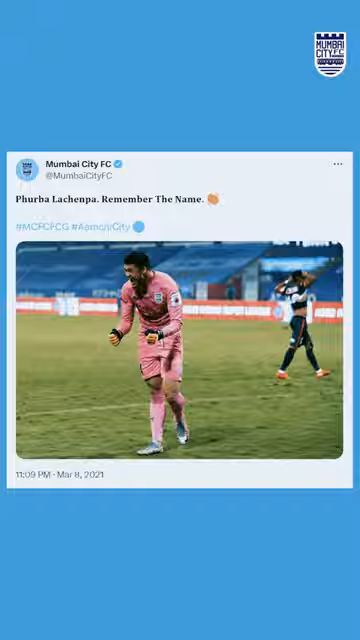 MUMBAI
CITY FC
Mumbai City FC
@MumbaiCityFC
Phurba Lachenpa. Remember The Name. 👏
#MCFCFCG #AamchiCity 🔵
11:09 PM · Mar 8, 2021